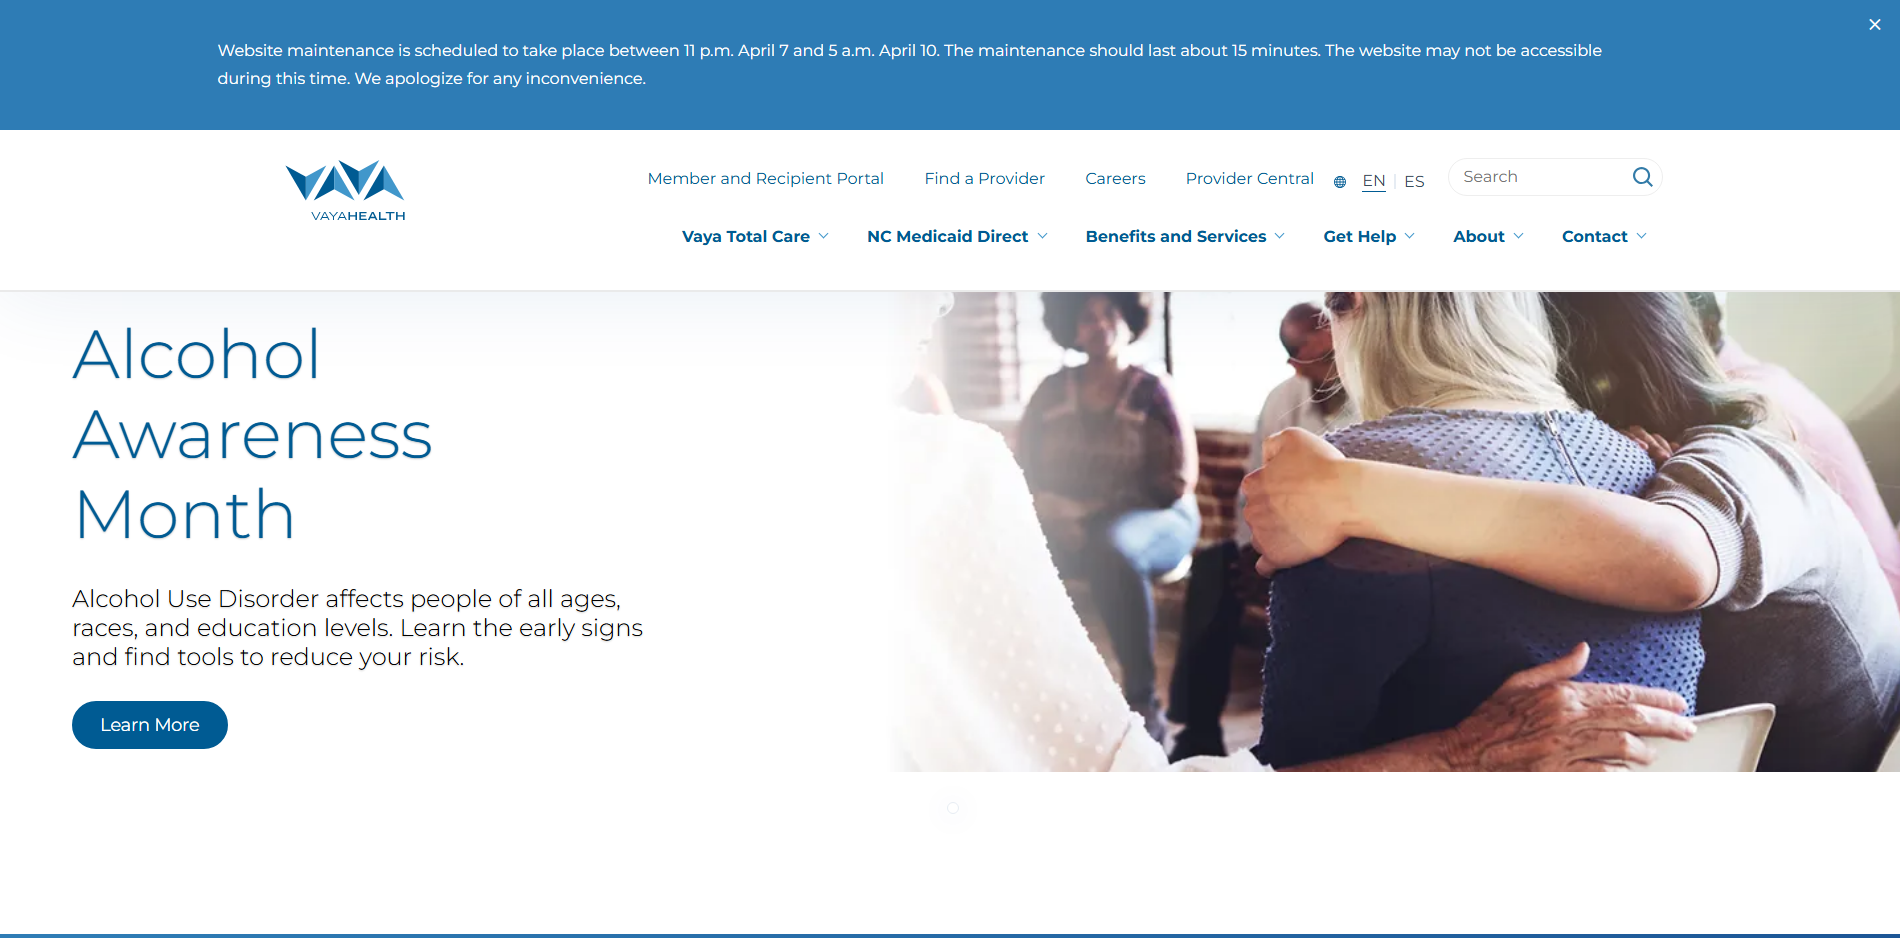 Website maintenance is scheduled to take place between 11 p.m. April 7 and 5 a.m. April 10. The maintenance should last about 15 minutes. The website may not be accessible
during this time. We apologize for any inconvenience.
VAYA
VAYAHEALTH
Member and Recipient Portal Find a Provider Careers Provider Central EN | ES Search
Vaya Total Care NC Medicaid Direct Benefits and Services Get Help About Contact
Alcohol
Awareness
Month
Alcohol Use Disorder affects people of all ages,
races, and education levels. Learn the early signs
and find tools to reduce your risk.
Learn More